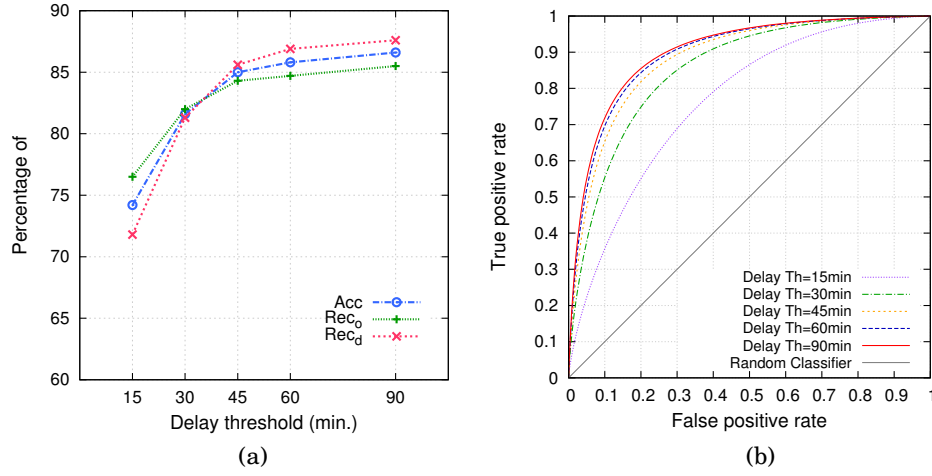 90
85
80
75
70
65
60
Percentage of
Acc
Rec_o
Rec_d
15 30 45 60 90
Delay threshold (min.)
(a)
1
0.9
0.8
0.7
0.6
0.5
0.4
0.3
0.2
0.1
0
True positive rate
Delay Th=15min
Delay Th=30min
Delay Th=45min
Delay Th=60min
Delay Th=90min
Random Classifier
0 0.1 0.2 0.3 0.4 0.5 0.6 0.7 0.8 0.9 1
False positive rate
(b)